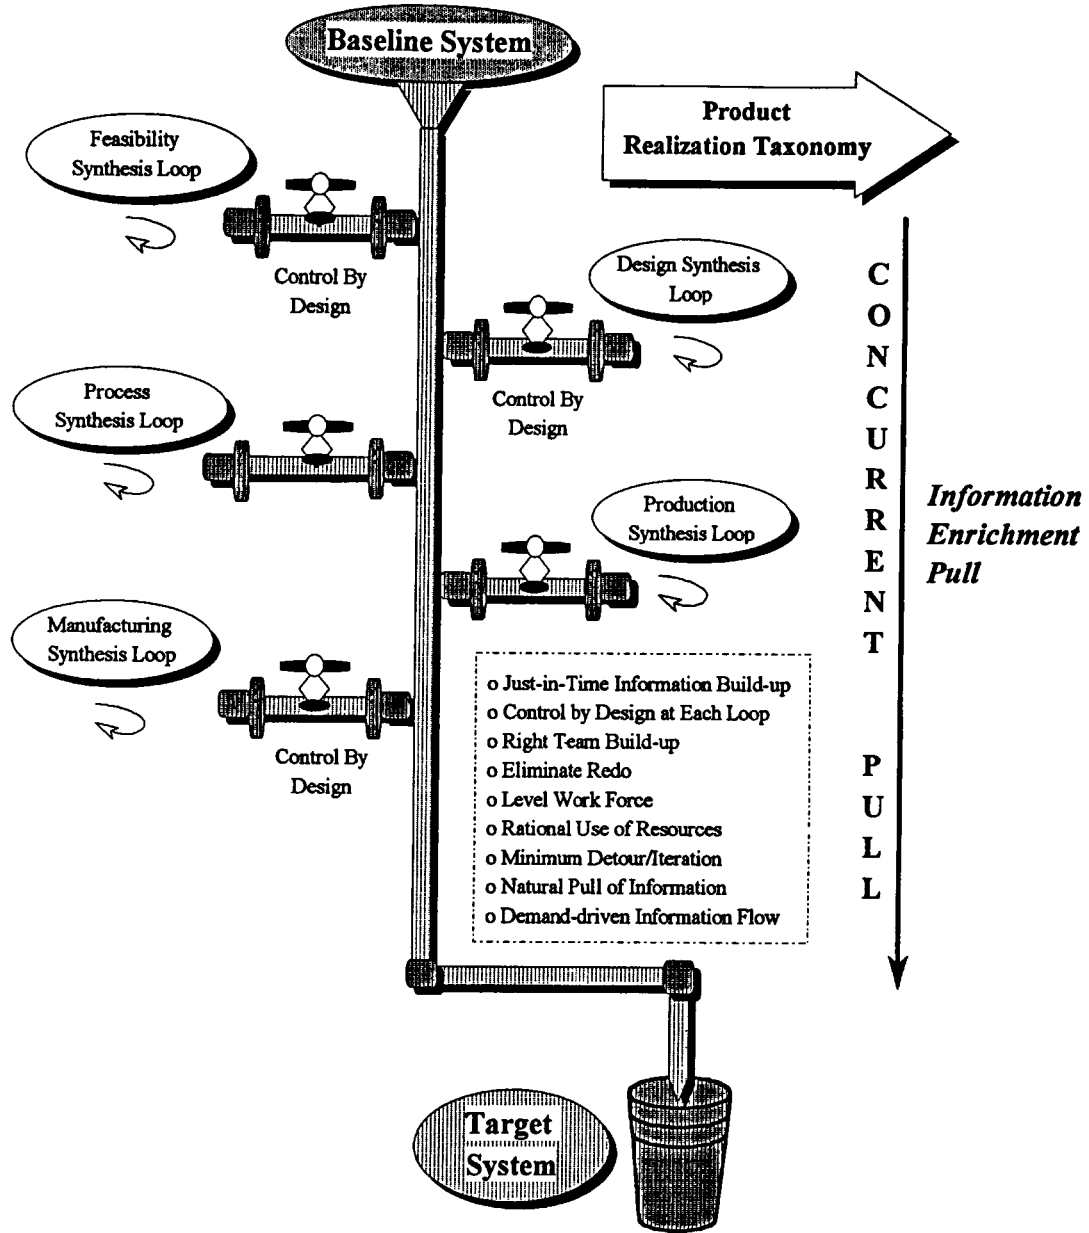 Baseline System
Product
Realization Taxonomy
Feasibility
Synthesis Loop
Control By
Design
Design Synthesis
Loop
Control By
Design
Process
Synthesis Loop
Production
Synthesis Loop
Manufacturing
Synthesis Loop
Control By
Design
o Just-in-Time Information Build-up
o Control by Design at Each Loop
o Right Team Build-up
o Eliminate Redo
o Level Work Force
o Rational Use of Resources
o Minimum Detour/Iteration
o Natural Pull of Information
o Demand-driven Information Flow
CONCURRENT PULL
Information
Enrichment
Pull
Target
System